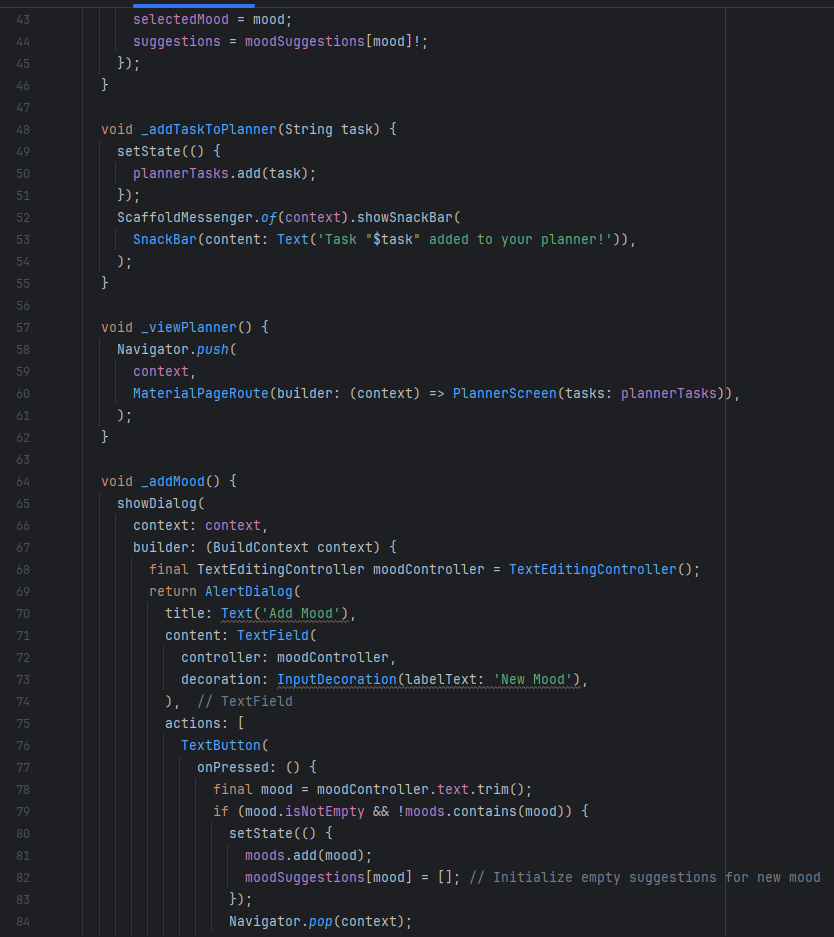 43 selectedMood = mood;
44 suggestions = moodSuggestions[mood]!;
45 });
46 }
47
48 void _addTaskToPlanner(String task) {
49 setState(() {
50 plannerTasks.add(task);
51 });
52 ScaffoldMessenger.of(context).showSnackBar(
53 SnackBar(content: Text('Task "$task" added to your planner!')),
54 );
55 }
56
57 void _viewPlanner() {
58 Navigator.push(
59 context,
60 MaterialPageRoute(builder: (context) => PlannerScreen(tasks: plannerTasks)),
61 );
62 }
63
64 void _addMood() {
65 showDialog(
66 context: context,
67 builder: (BuildContext context) {
68 final TextEditingController moodController = TextEditingController();
69 return AlertDialog(
70 title: Text('Add Mood'),
71 content: TextField(
72 controller: moodController,
73 decoration: InputDecoration(labelText: 'New Mood'),
74 ), // TextField
75 actions: [
76 TextButton(
77 onPressed: () {
78 final mood = moodController.text.trim();
79 if (mood.isNotEmpty && !moods.contains(mood)) {
80 setState(() {
81 moods.add(mood);
82 moodSuggestions[mood] = []; // Initialize empty suggestions for new mood
83 });
84 Navigator.pop(context);